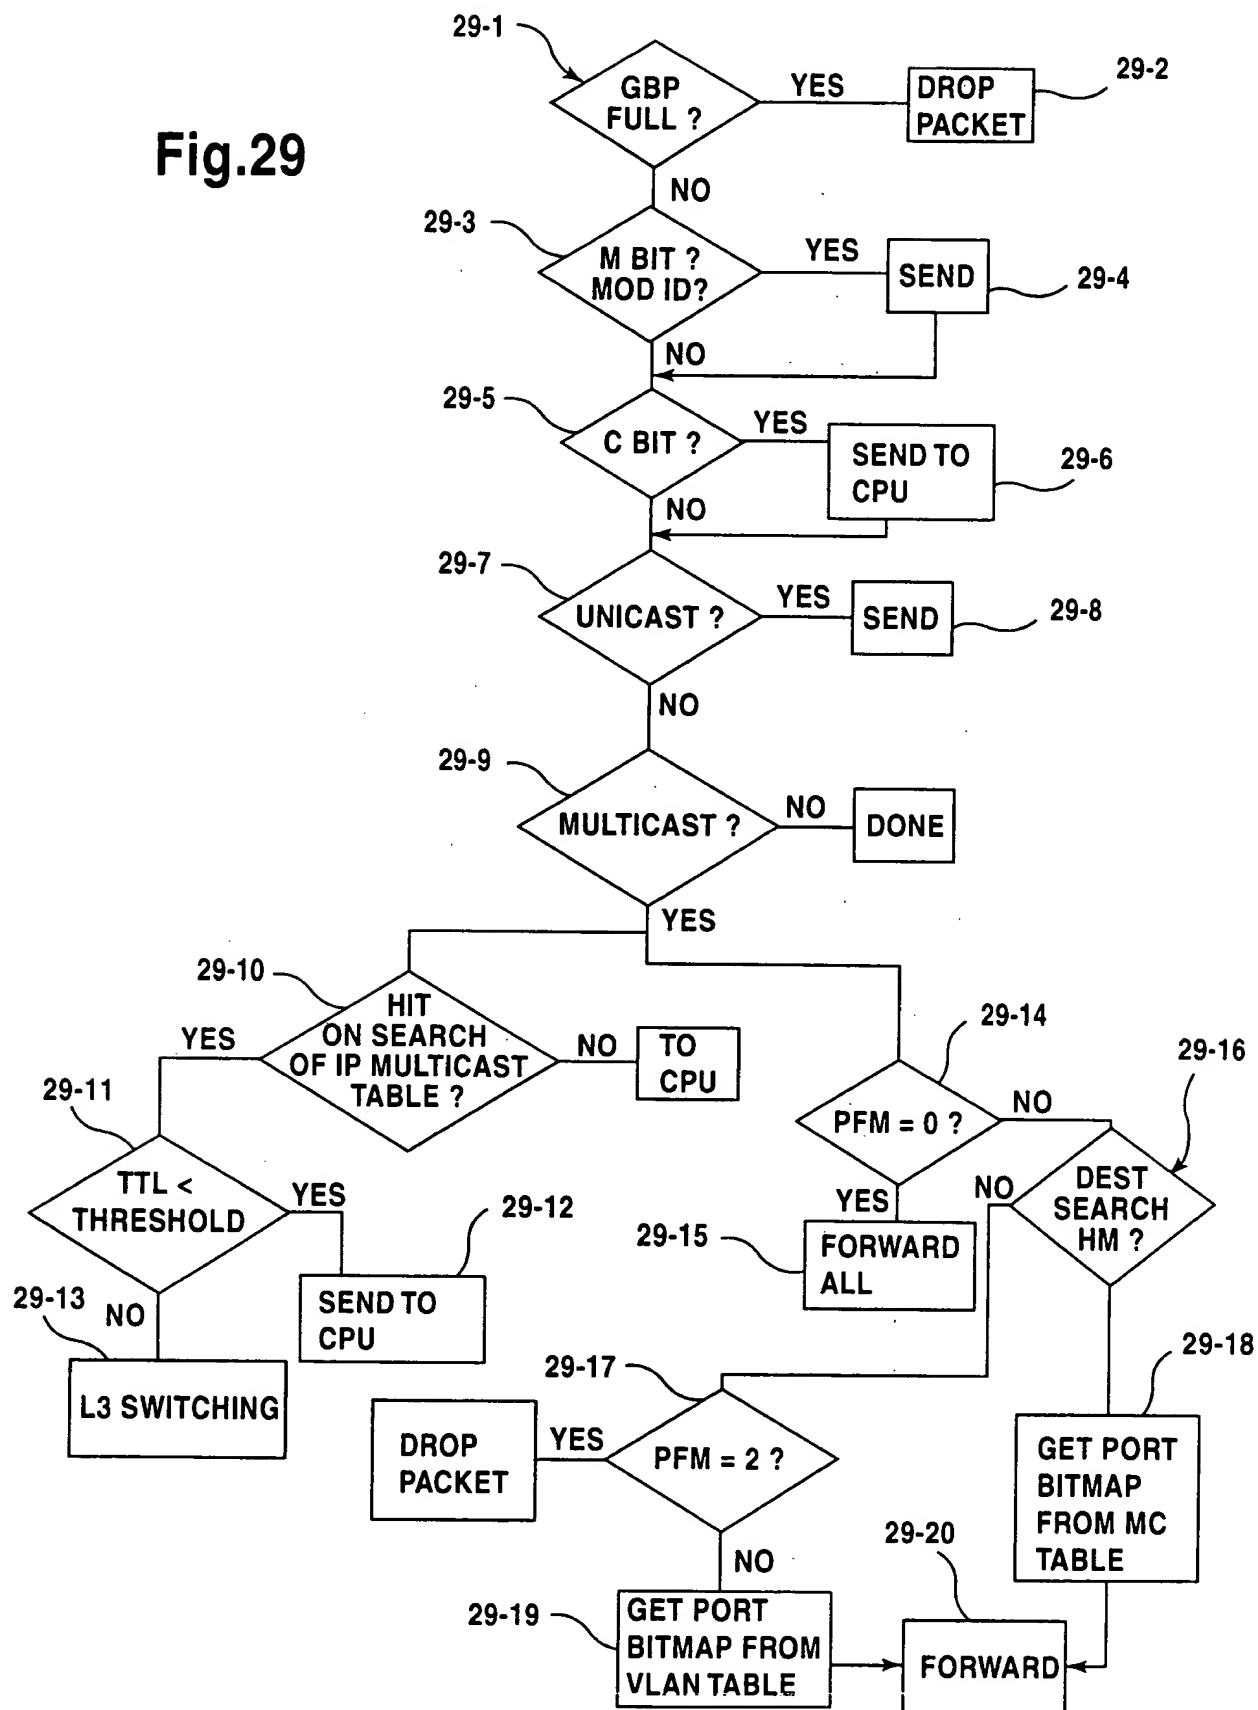 Fig.29
29-1
GBP
FULL ?
YES
DROP
PACKET
29-2
NO
29-3
M BIT ?
MOD ID?
YES
SEND
29-4
NO
29-5
C BIT ?
YES
SEND TO
CPU
29-6
NO
29-7
UNICAST ?
YES
SEND
29-8
NO
29-9
MULTICAST ?
NO
DONE
YES
29-10
HIT
ON SEARCH
OF IP MULTICAST
TABLE ?
YES
NO
TO
CPU
29-11
TTL <
THRESHOLD
YES
29-12
SEND TO
CPU
29-13
NO
L3 SWITCHING
29-14
PFM = 0 ?
NO
YES
29-15
FORWARD
ALL
29-16
DEST
SEARCH
HM ?
NO
29-17
PFM = 2 ?
YES
DROP
PACKET
NO
29-18
GET PORT
BITMAP
FROM MC
TABLE
29-19
GET PORT
BITMAP FROM
VLAN TABLE
29-20
FORWARD